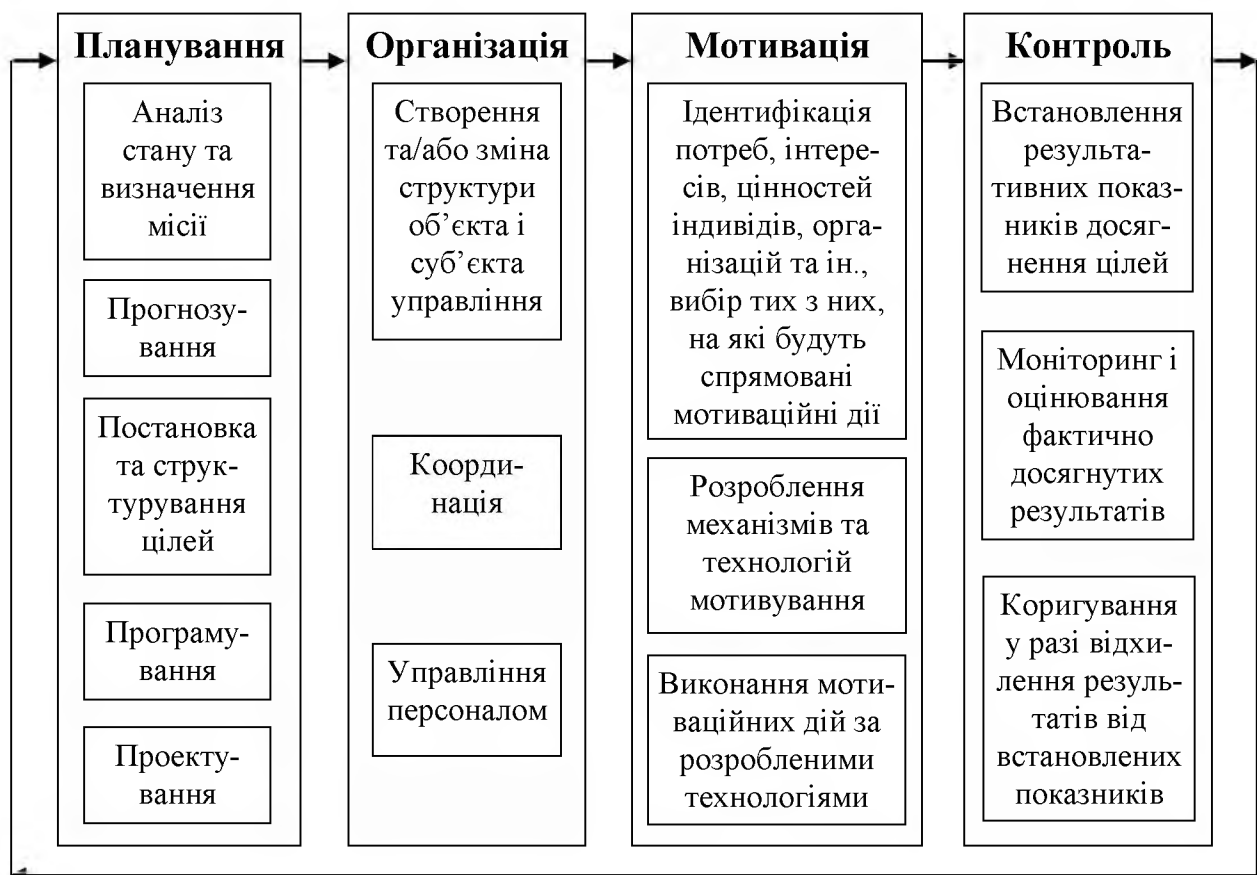 Планування
Аналіз
стану та
визначення
місії
Прогнозу-
вання
Постановка
та струк-
турування
цілей
Програму-
вання
Проекту-
вання
Організація
Створення
та/або зміна
структури
об’єкта і
суб’єкта
управління
Коорди-
нація
Управління
персоналом
Мотивація
Ідентифікація
потреб, інтере-
сів, цінностей
індивідів, орга-
нізацій та ін.,
вибір тих з них,
на які будуть
спрямовані
мотиваційні дії
Розроблення
механізмів та
технологій
мотивування
Виконання моти-
ваційних дій за
розробленими
технологіями
Контроль
Встановлення
результа-
тивних показ-
ників досяг-
нення цілей
Моніторинг і
оцінювання
фактично
досягнутих
результатів
Коригування
у разі відхи-
лення резуль-
татів від
встановлених
показників